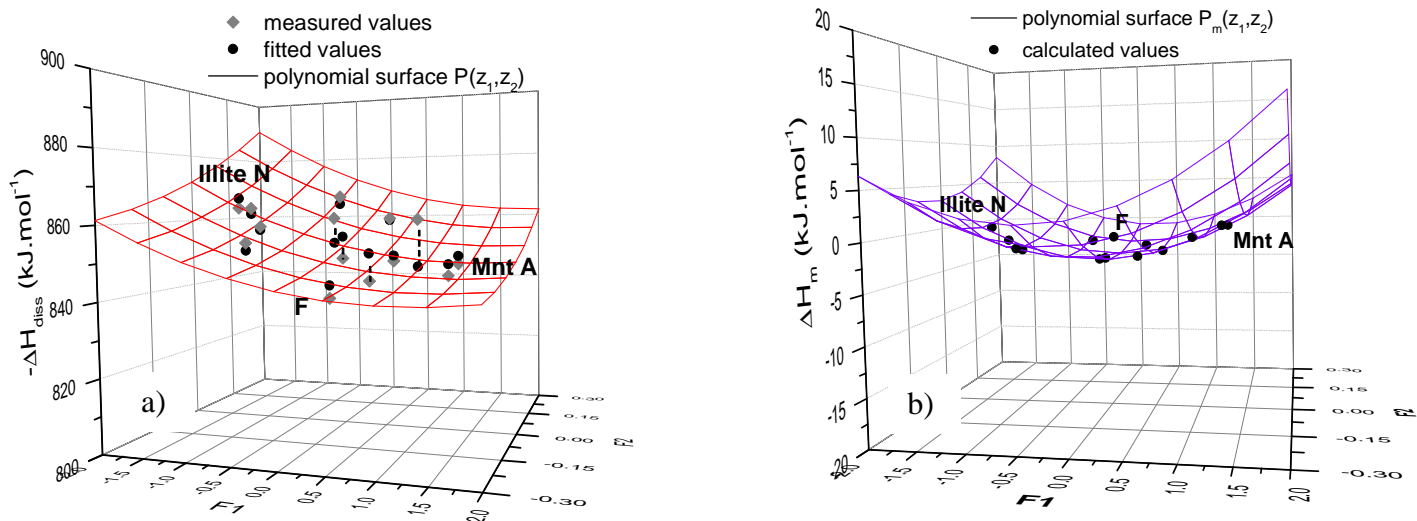 measured values
fitted values
polynomial surface P(z₁,z₂)
900
880
860
840
820
800
-ΔH_diss (kJ.mol⁻¹)
Illite N
F
Mnt A
a)
-1.5
-1.0
-0.5
0.0
0.5
1.0
1.5
2.0
F1
0.30
0.15
0.00
-0.15
-0.30
F2
polynomial surface P_m(z₁,z₂)
calculated values
20
15
10
5
0
-5
-10
-15
-20
ΔH_m (kJ.mol⁻¹)
Illite N
F
Mnt A
b)
-2.0
-1.5
-1.0
-0.5
0.0
0.5
1.0
1.5
2.0
F1
0.30
0.15
0.00
-0.15
-0.30
F2